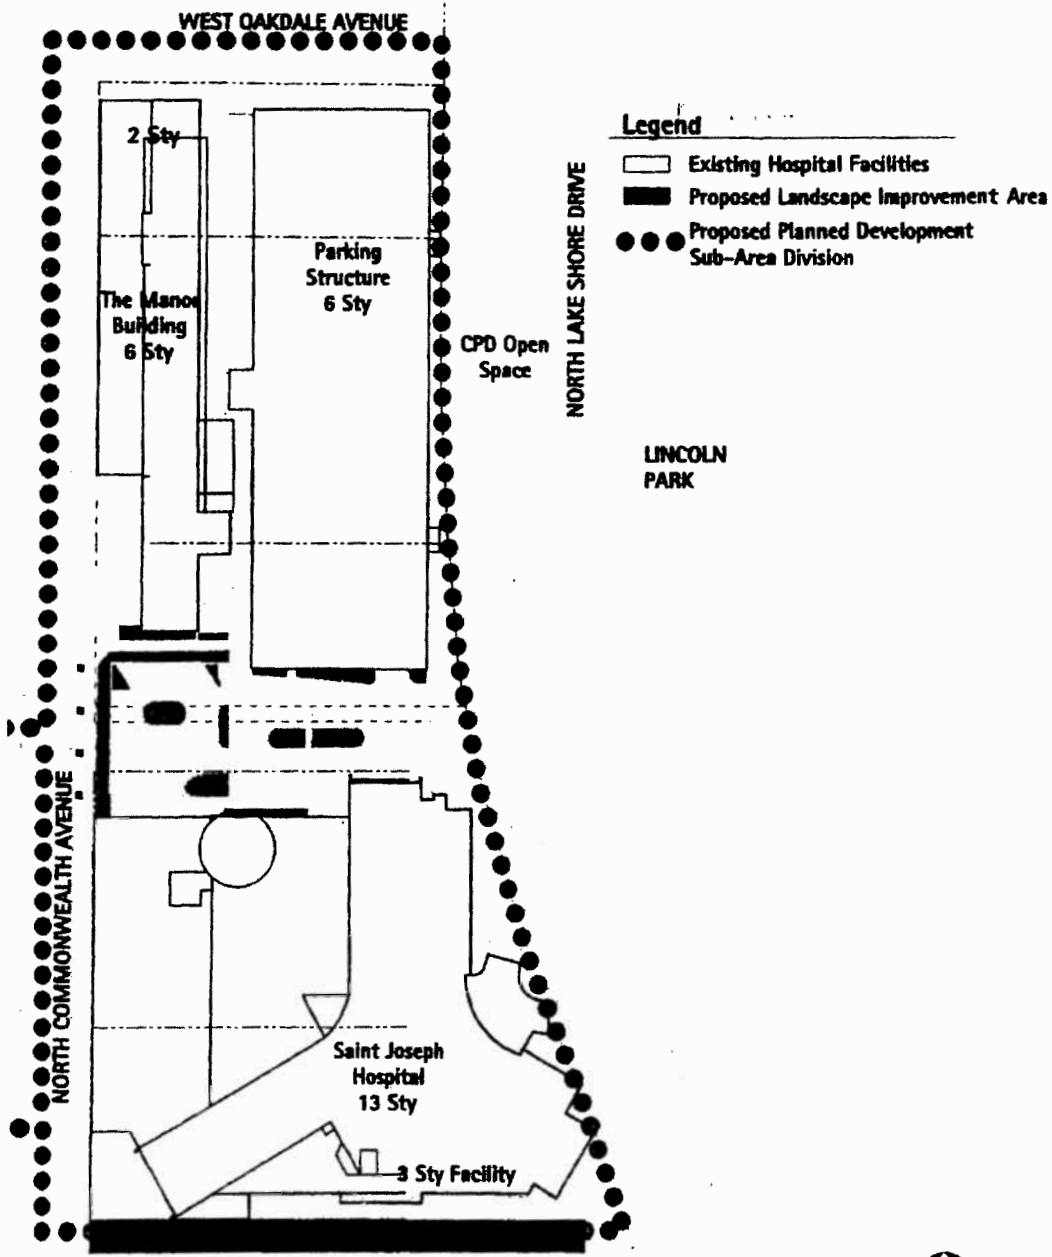 WEST OAKDALE AVENUE
Legend
Existing Hospital Facilities
Proposed Landscape Improvement Area
Proposed Planned Development
Sub-Area Division
2 Sty
Parking
Structure
6 Sty
The Manor
Building
6 Sty
CPD Open
Space
NORTH LAKE SHORE DRIVE
LINCOLN
PARK
NORTH COMMONWEALTH AVENUE
Saint Joseph
Hospital
13 Sty
3 Sty Facility